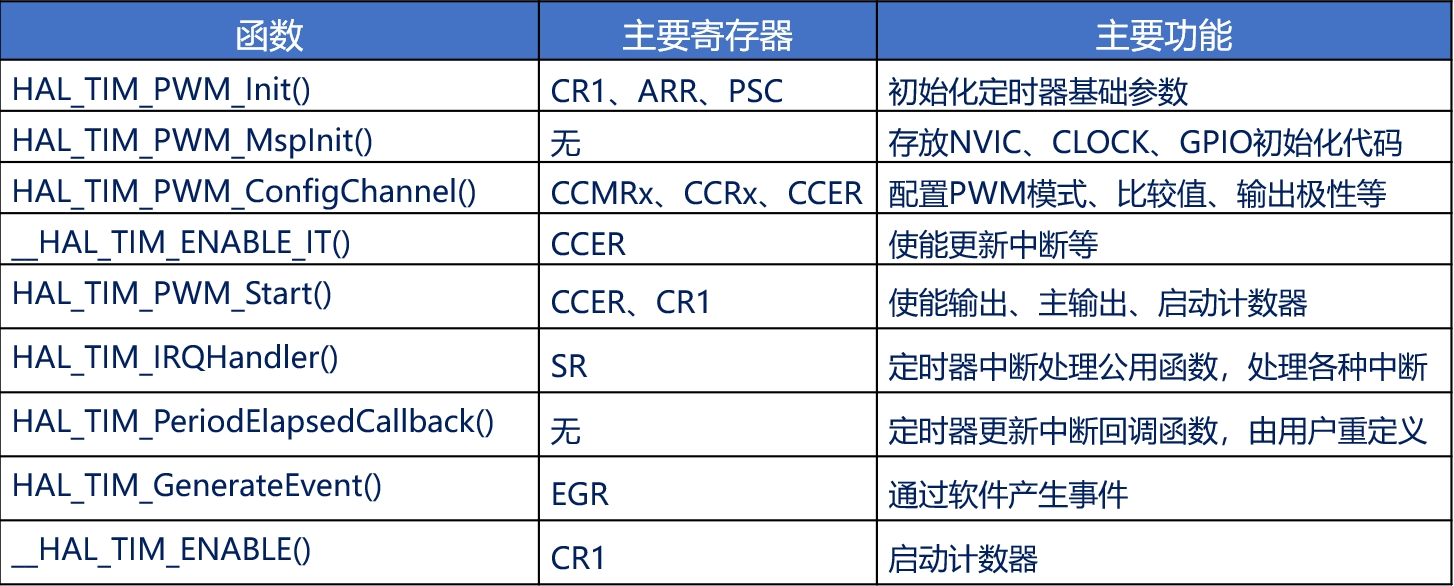 函数 主要寄存器 主要功能
HAL_TIM_PWM_Init() CR1、ARR、PSC 初始化定时器基础参数
HAL_TIM_PWM_MspInit() 无 存放NVIC、CLOCK、GPIO初始化代码
HAL_TIM_PWM_ConfigChannel() CCMRx、CCRx、CCER 配置PWM模式、比较值、输出极性等
__HAL_TIM_ENABLE_IT() CCER 使能更新中断等
HAL_TIM_PWM_Start() CCER、CR1 使能输出、主输出、启动计数器
HAL_TIM_IRQHandler() SR 定时器中断处理公用函数，处理各种中断
HAL_TIM_PeriodElapsedCallback() 无 定时器更新中断回调函数，由用户重定义
HAL_TIM_GenerateEvent() EGR 通过软件产生事件
__HAL_TIM_ENABLE() CR1 启动计数器